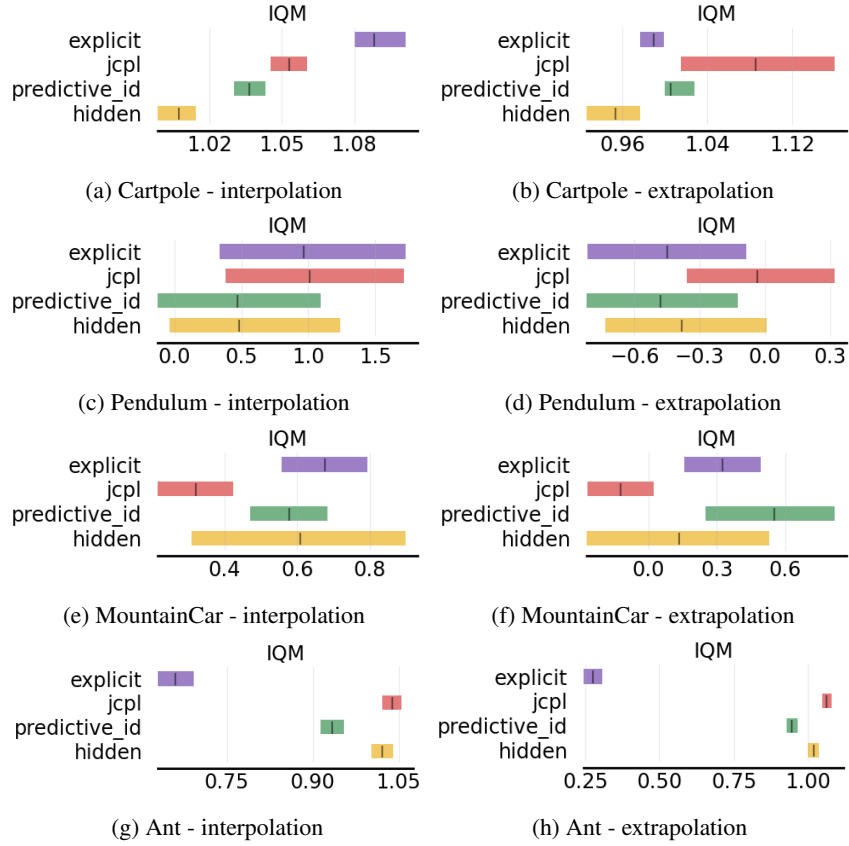 IQM
explicit
jcpl
predictive_id
hidden
1.02 1.05 1.08
(a) Cartpole - interpolation
IQM
explicit
jcpl
predictive_id
hidden
0.96 1.04 1.12
(b) Cartpole - extrapolation
IQM
explicit
jcpl
predictive_id
hidden
0.0 0.5 1.0 1.5
(c) Pendulum - interpolation
IQM
explicit
jcpl
predictive_id
hidden
−0.6 −0.3 0.0 0.3
(d) Pendulum - extrapolation
IQM
explicit
jcpl
predictive_id
hidden
0.4 0.6 0.8
(e) MountainCar - interpolation
IQM
explicit
jcpl
predictive_id
hidden
0.0 0.3 0.6
(f) MountainCar - extrapolation
IQM
explicit
jcpl
predictive_id
hidden
0.75 0.90 1.05
(g) Ant - interpolation
IQM
explicit
jcpl
predictive_id
hidden
0.25 0.50 0.75 1.00
(h) Ant - extrapolation